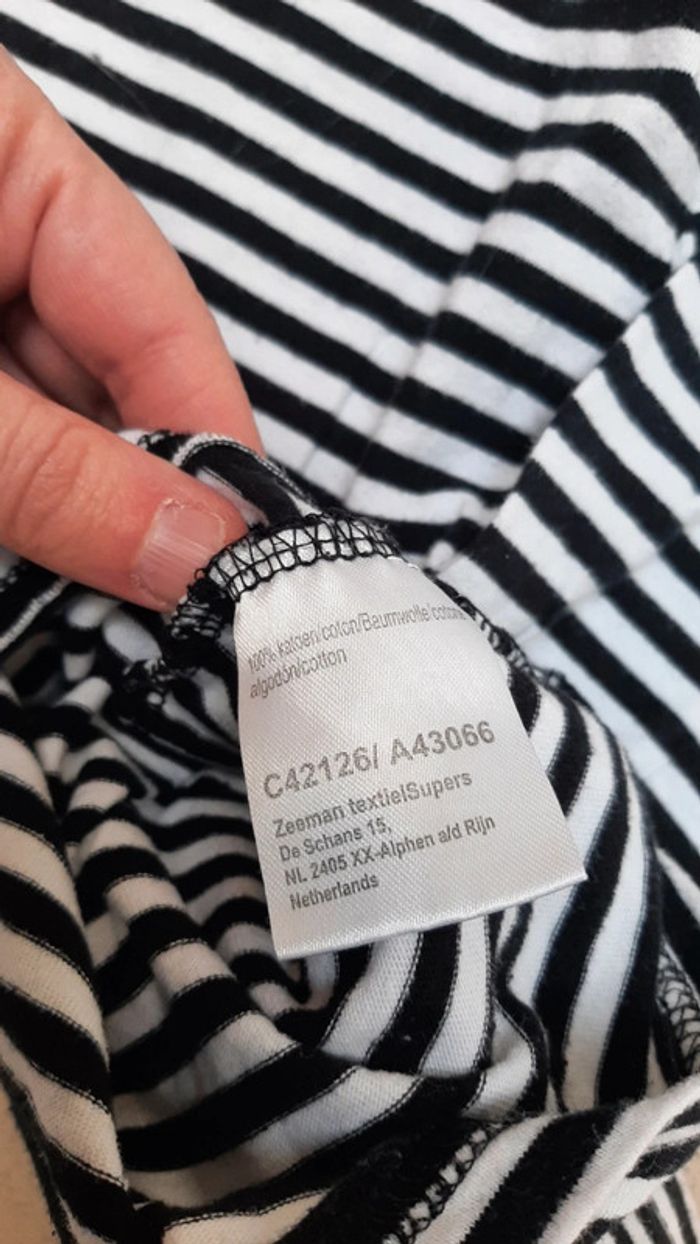 100% katoen/coton/Baumwolle/cotone
algodón/cotton
C42126/ A43066
Zeeman textielSupers
De Schans 15,
NL 2405 XX-Alphen a/d Rijn
Netherlands